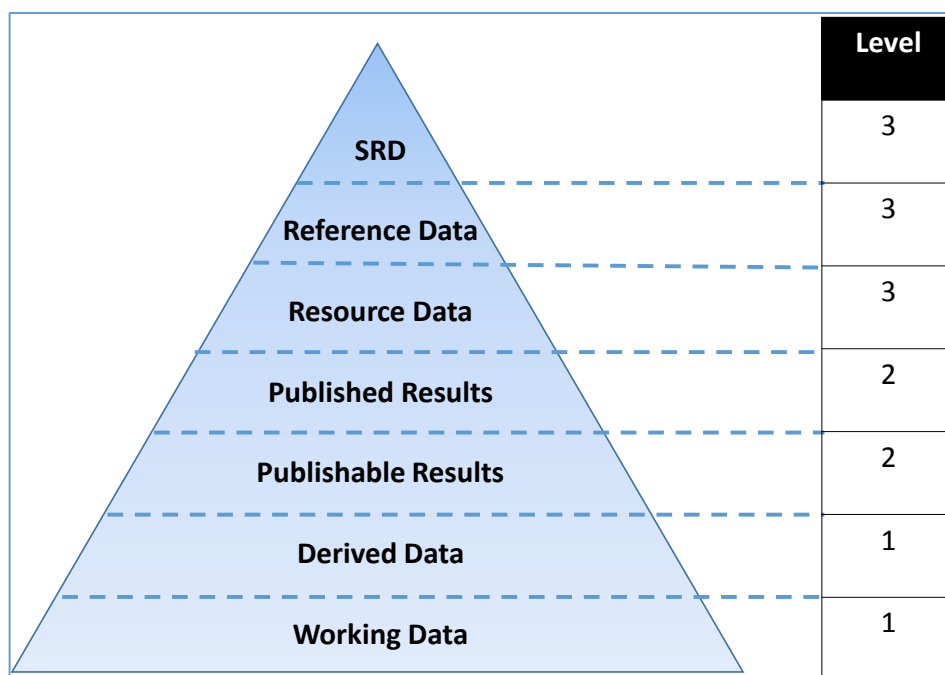 Level
SRD
3
Reference Data
3
Resource Data
3
Published Results
2
Publishable Results
2
Derived Data
1
Working Data
1